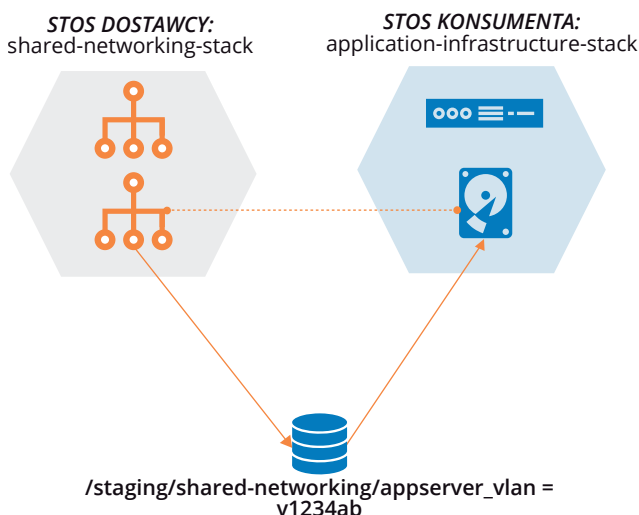 STOS DOSTAWCY:
shared-networking-stack
STOS KONSUMENTA:
application-infrastructure-stack
/staging/shared-networking/appserver_vlan =
v1234ab